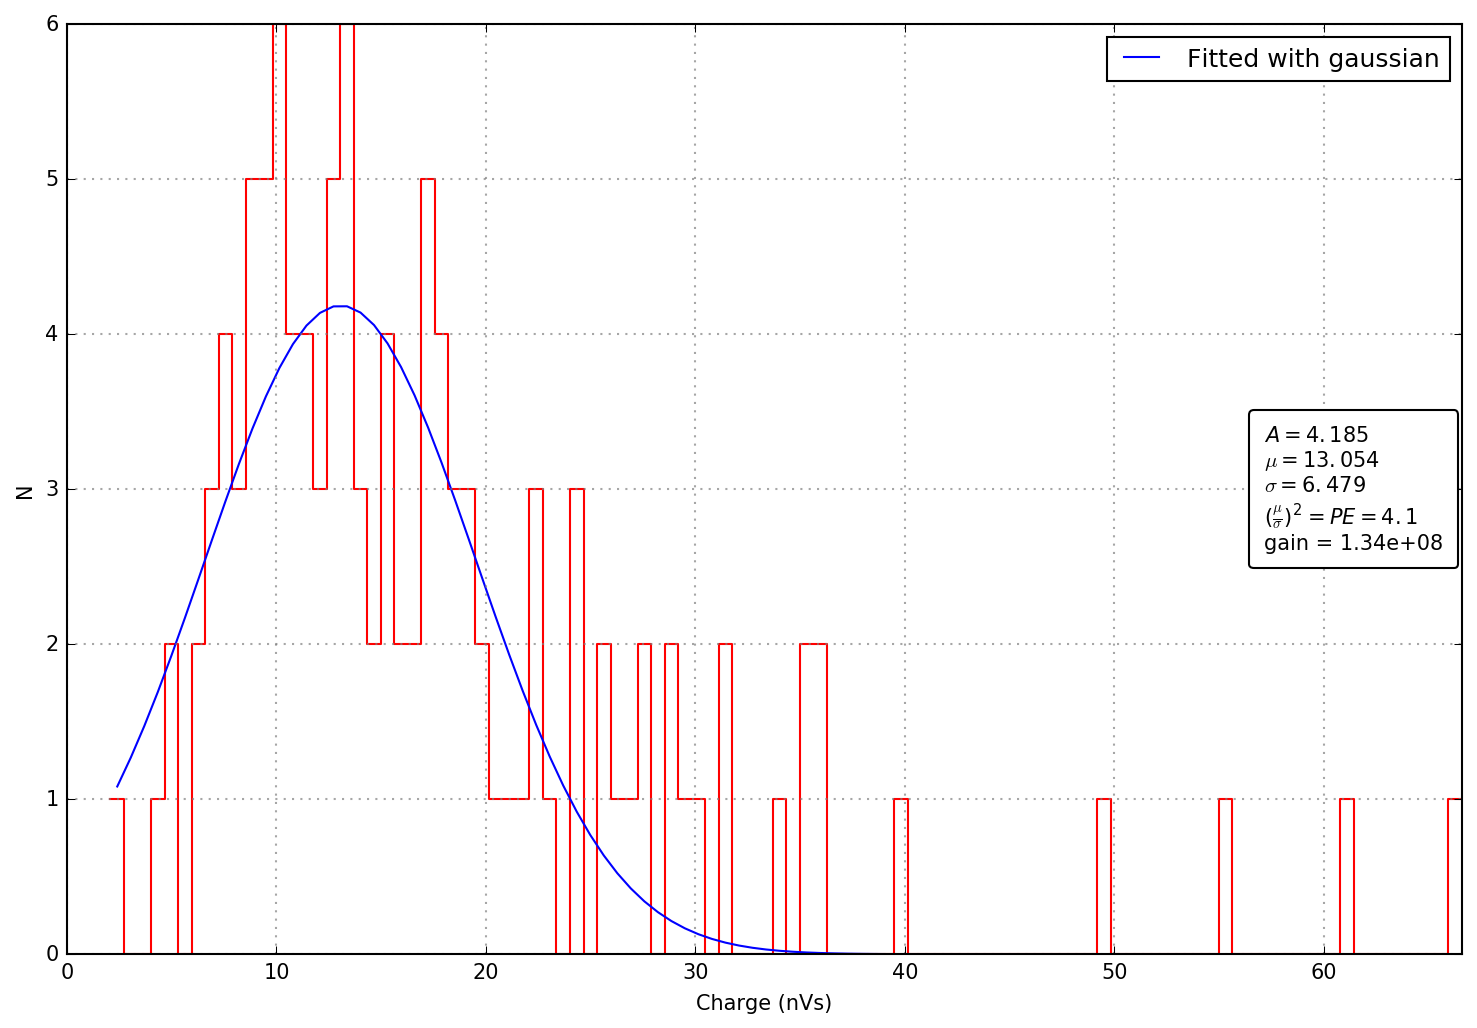 6
5
4
3
2
1
0
N
0 10 20 30 40 50 60
Charge (nVs)
Fitted with gaussian
A = 4.185
μ = 13.054
σ = 6.479
(μ/σ)² = PE = 4.1
gain = 1.34e+08